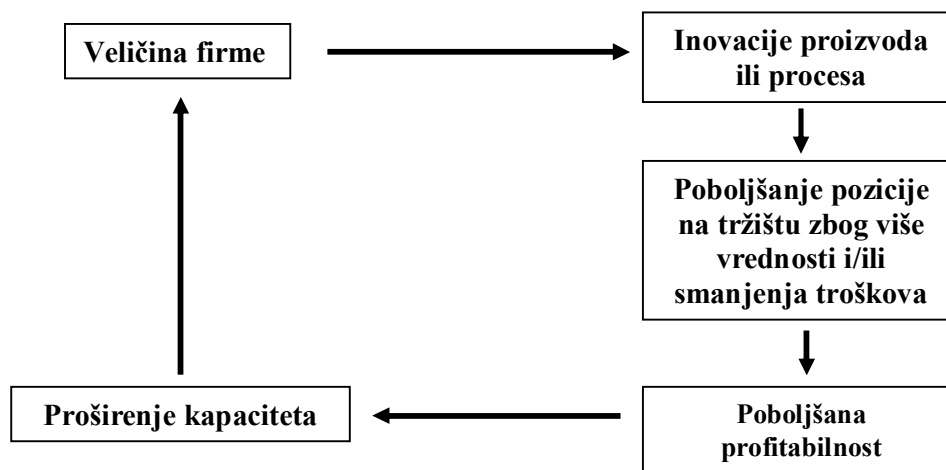 Veličina firme
Inovacije proizvoda
ili procesa
Poboljšanje pozicije
na tržištu zbog više
vrednosti i/ili
smanjenja troškova
Proširenje kapaciteta
Poboljšana
profitabilnost